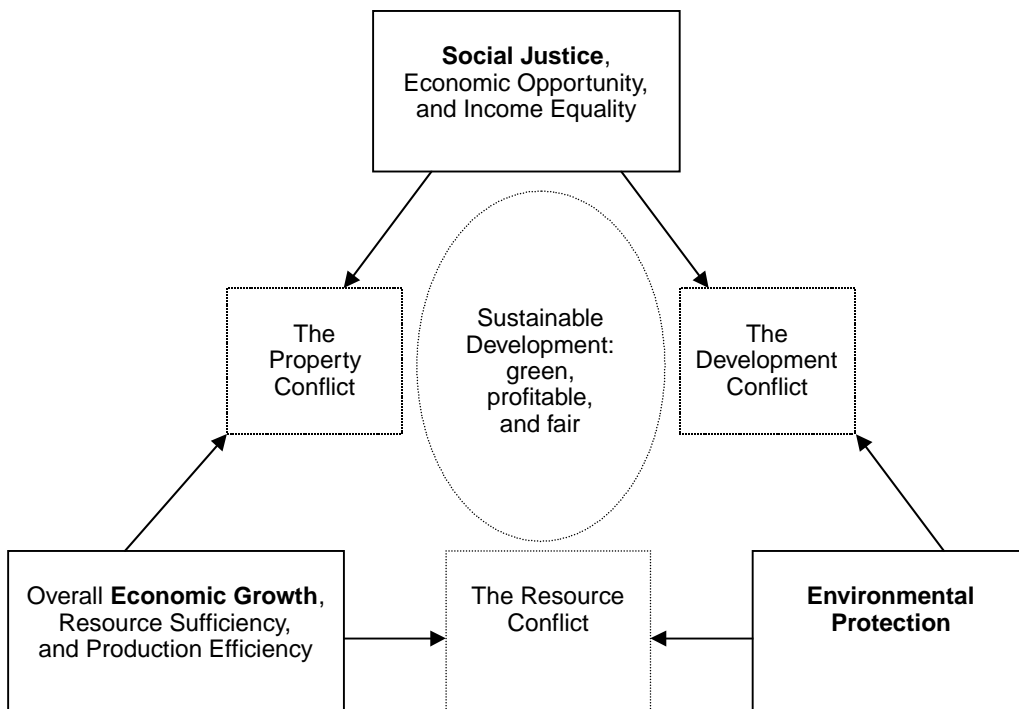 Social Justice,
Economic Opportunity,
and Income Equality
The
Property
Conflict
Sustainable
Development:
green,
profitable,
and fair
The
Development
Conflict
Overall Economic Growth,
Resource Sufficiency,
and Production Efficiency
The Resource
Conflict
Environmental
Protection